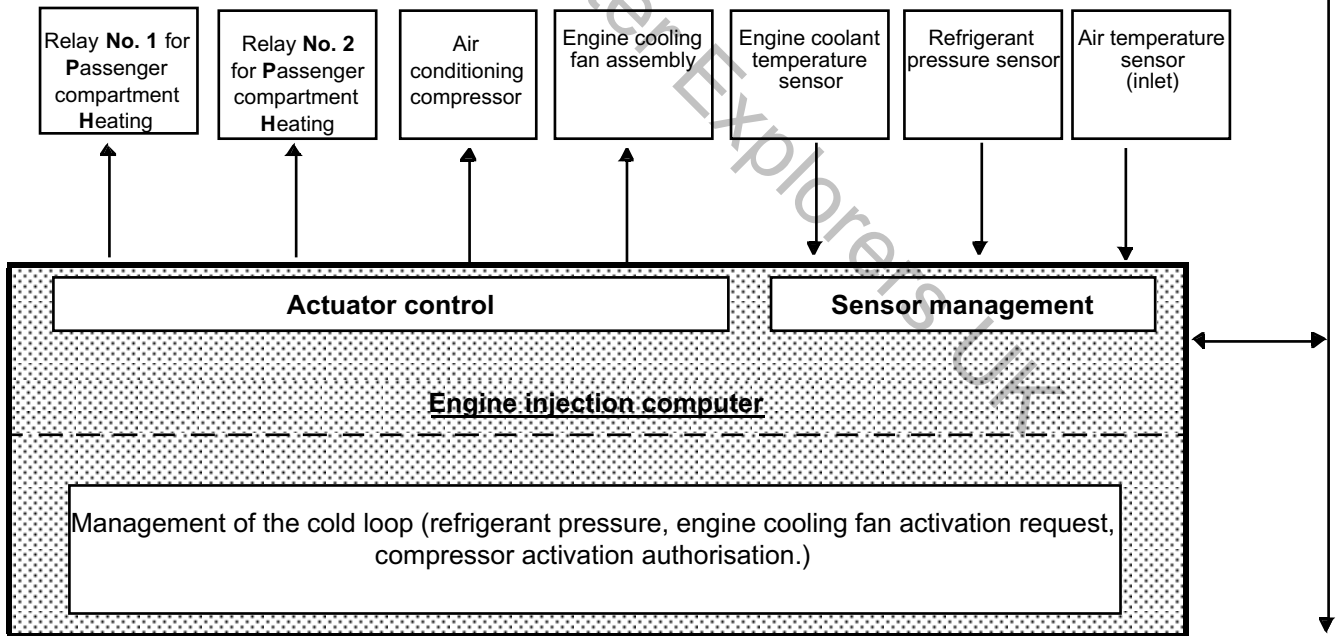 Relay No. 1 for
Passenger
compartment
Heating
Relay No. 2
for Passenger
compartment
Heating
Air
conditioning
compressor
Engine cooling
fan assembly
Engine coolant
temperature
sensor
Refrigerant
pressure sensor
Air temperature
sensor
(inlet)
Actuator control
Sensor management
Engine injection computer
Management of the cold loop (refrigerant pressure, engine cooling fan activation request,
compressor activation authorisation.)
Explorers UK